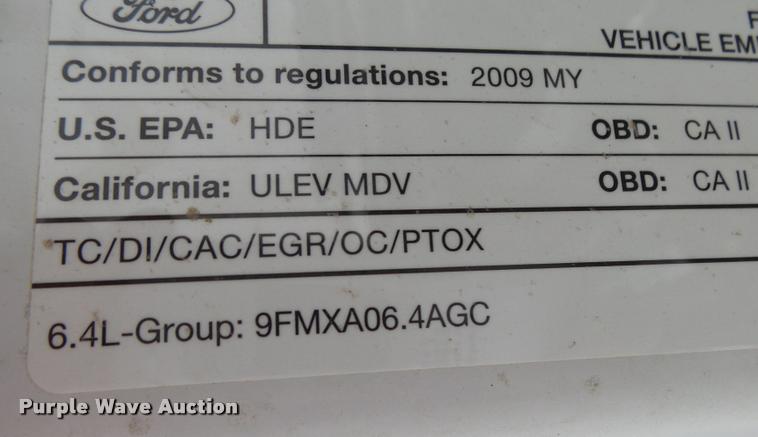 Ford
VEHICLE
Conforms to regulations: 2009 MY
U.S. EPA: HDE OBD: CA II
California: ULEV MDV OBD: CA II
TC/DI/CAC/EGR/OC/PTOX
6.4L-Group: 9FMXA06.4AGC
Purple Wave Auction